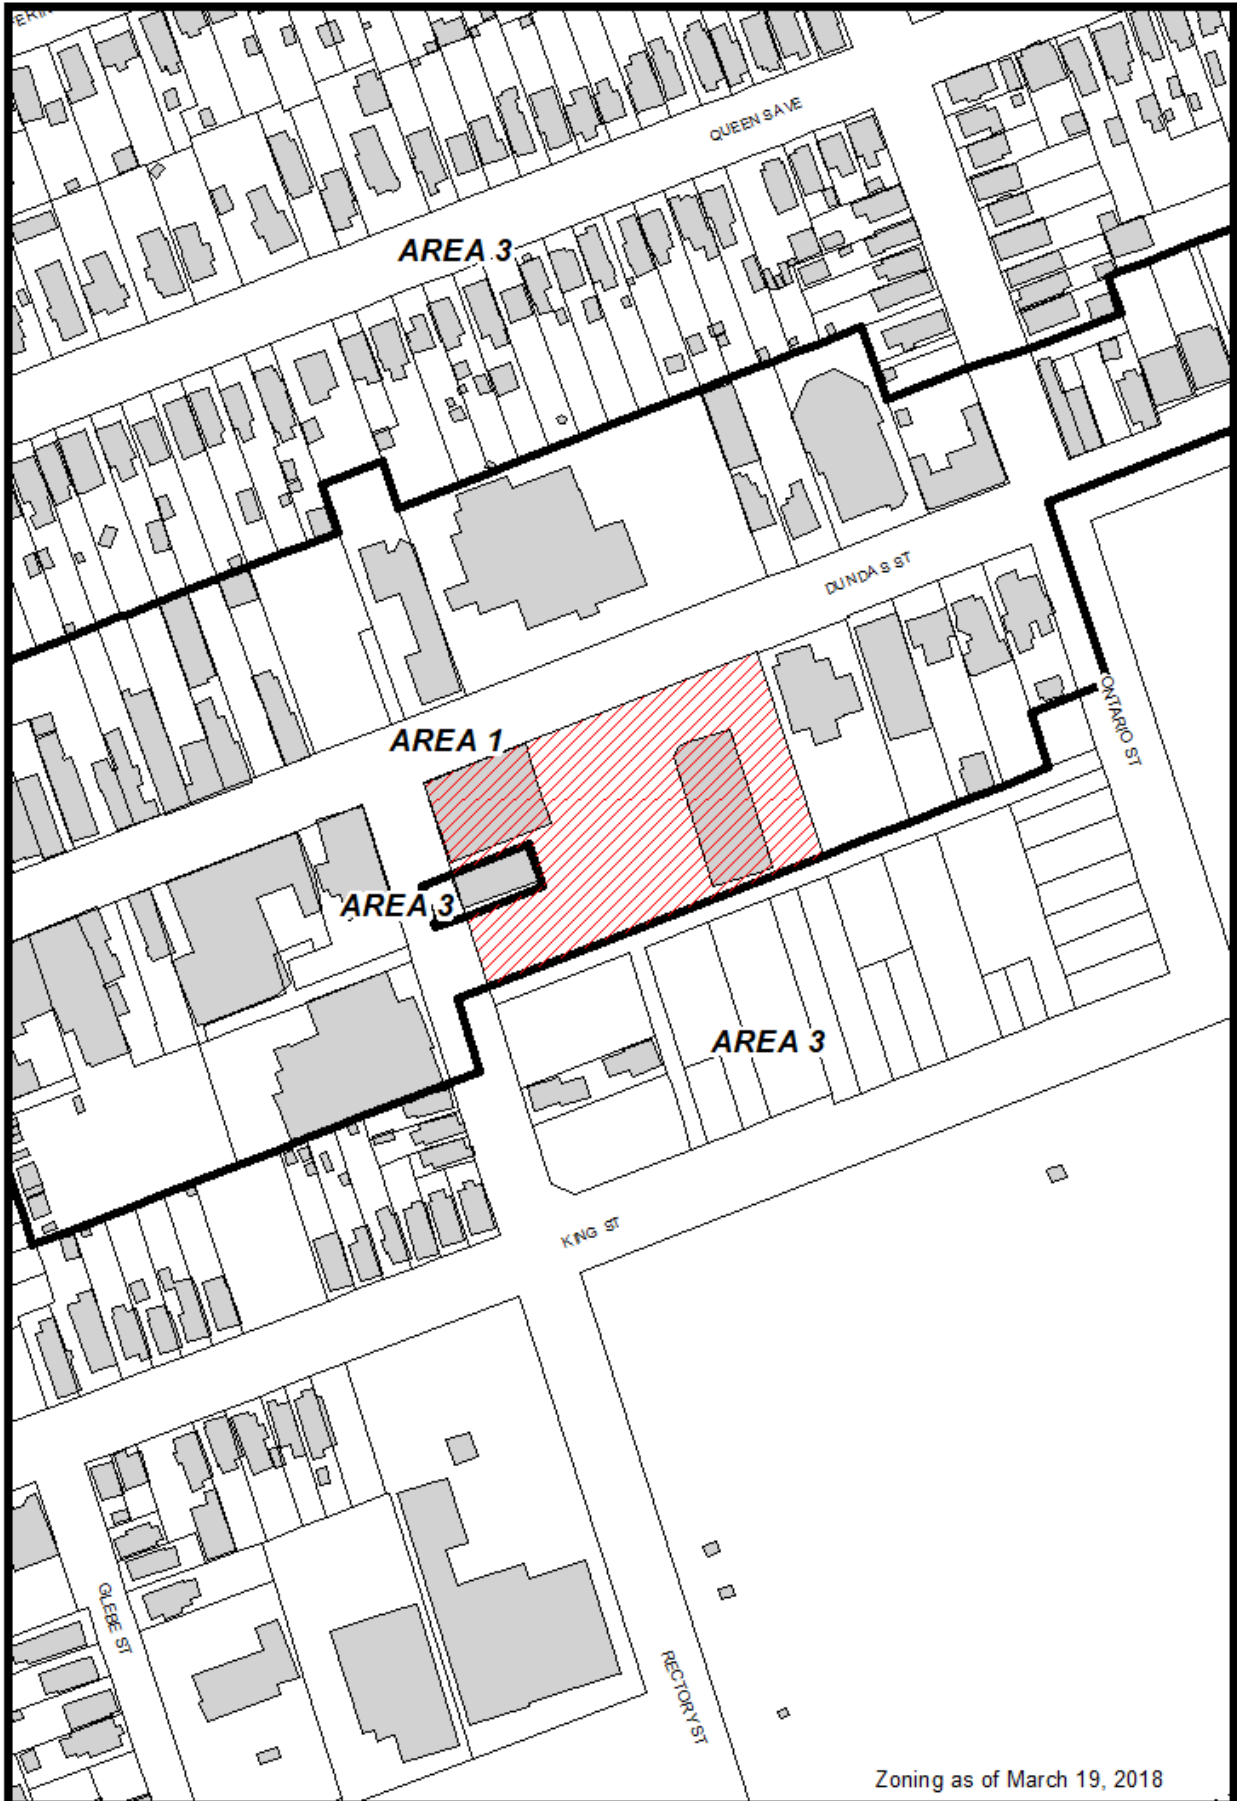 QUEENS AVE
AREA 3
DUNDAS ST
ONTARIO ST
AREA 1
AREA 3
AREA 3
KING ST
GLEBE ST
RECTORY ST
Zoning as of March 19, 2018